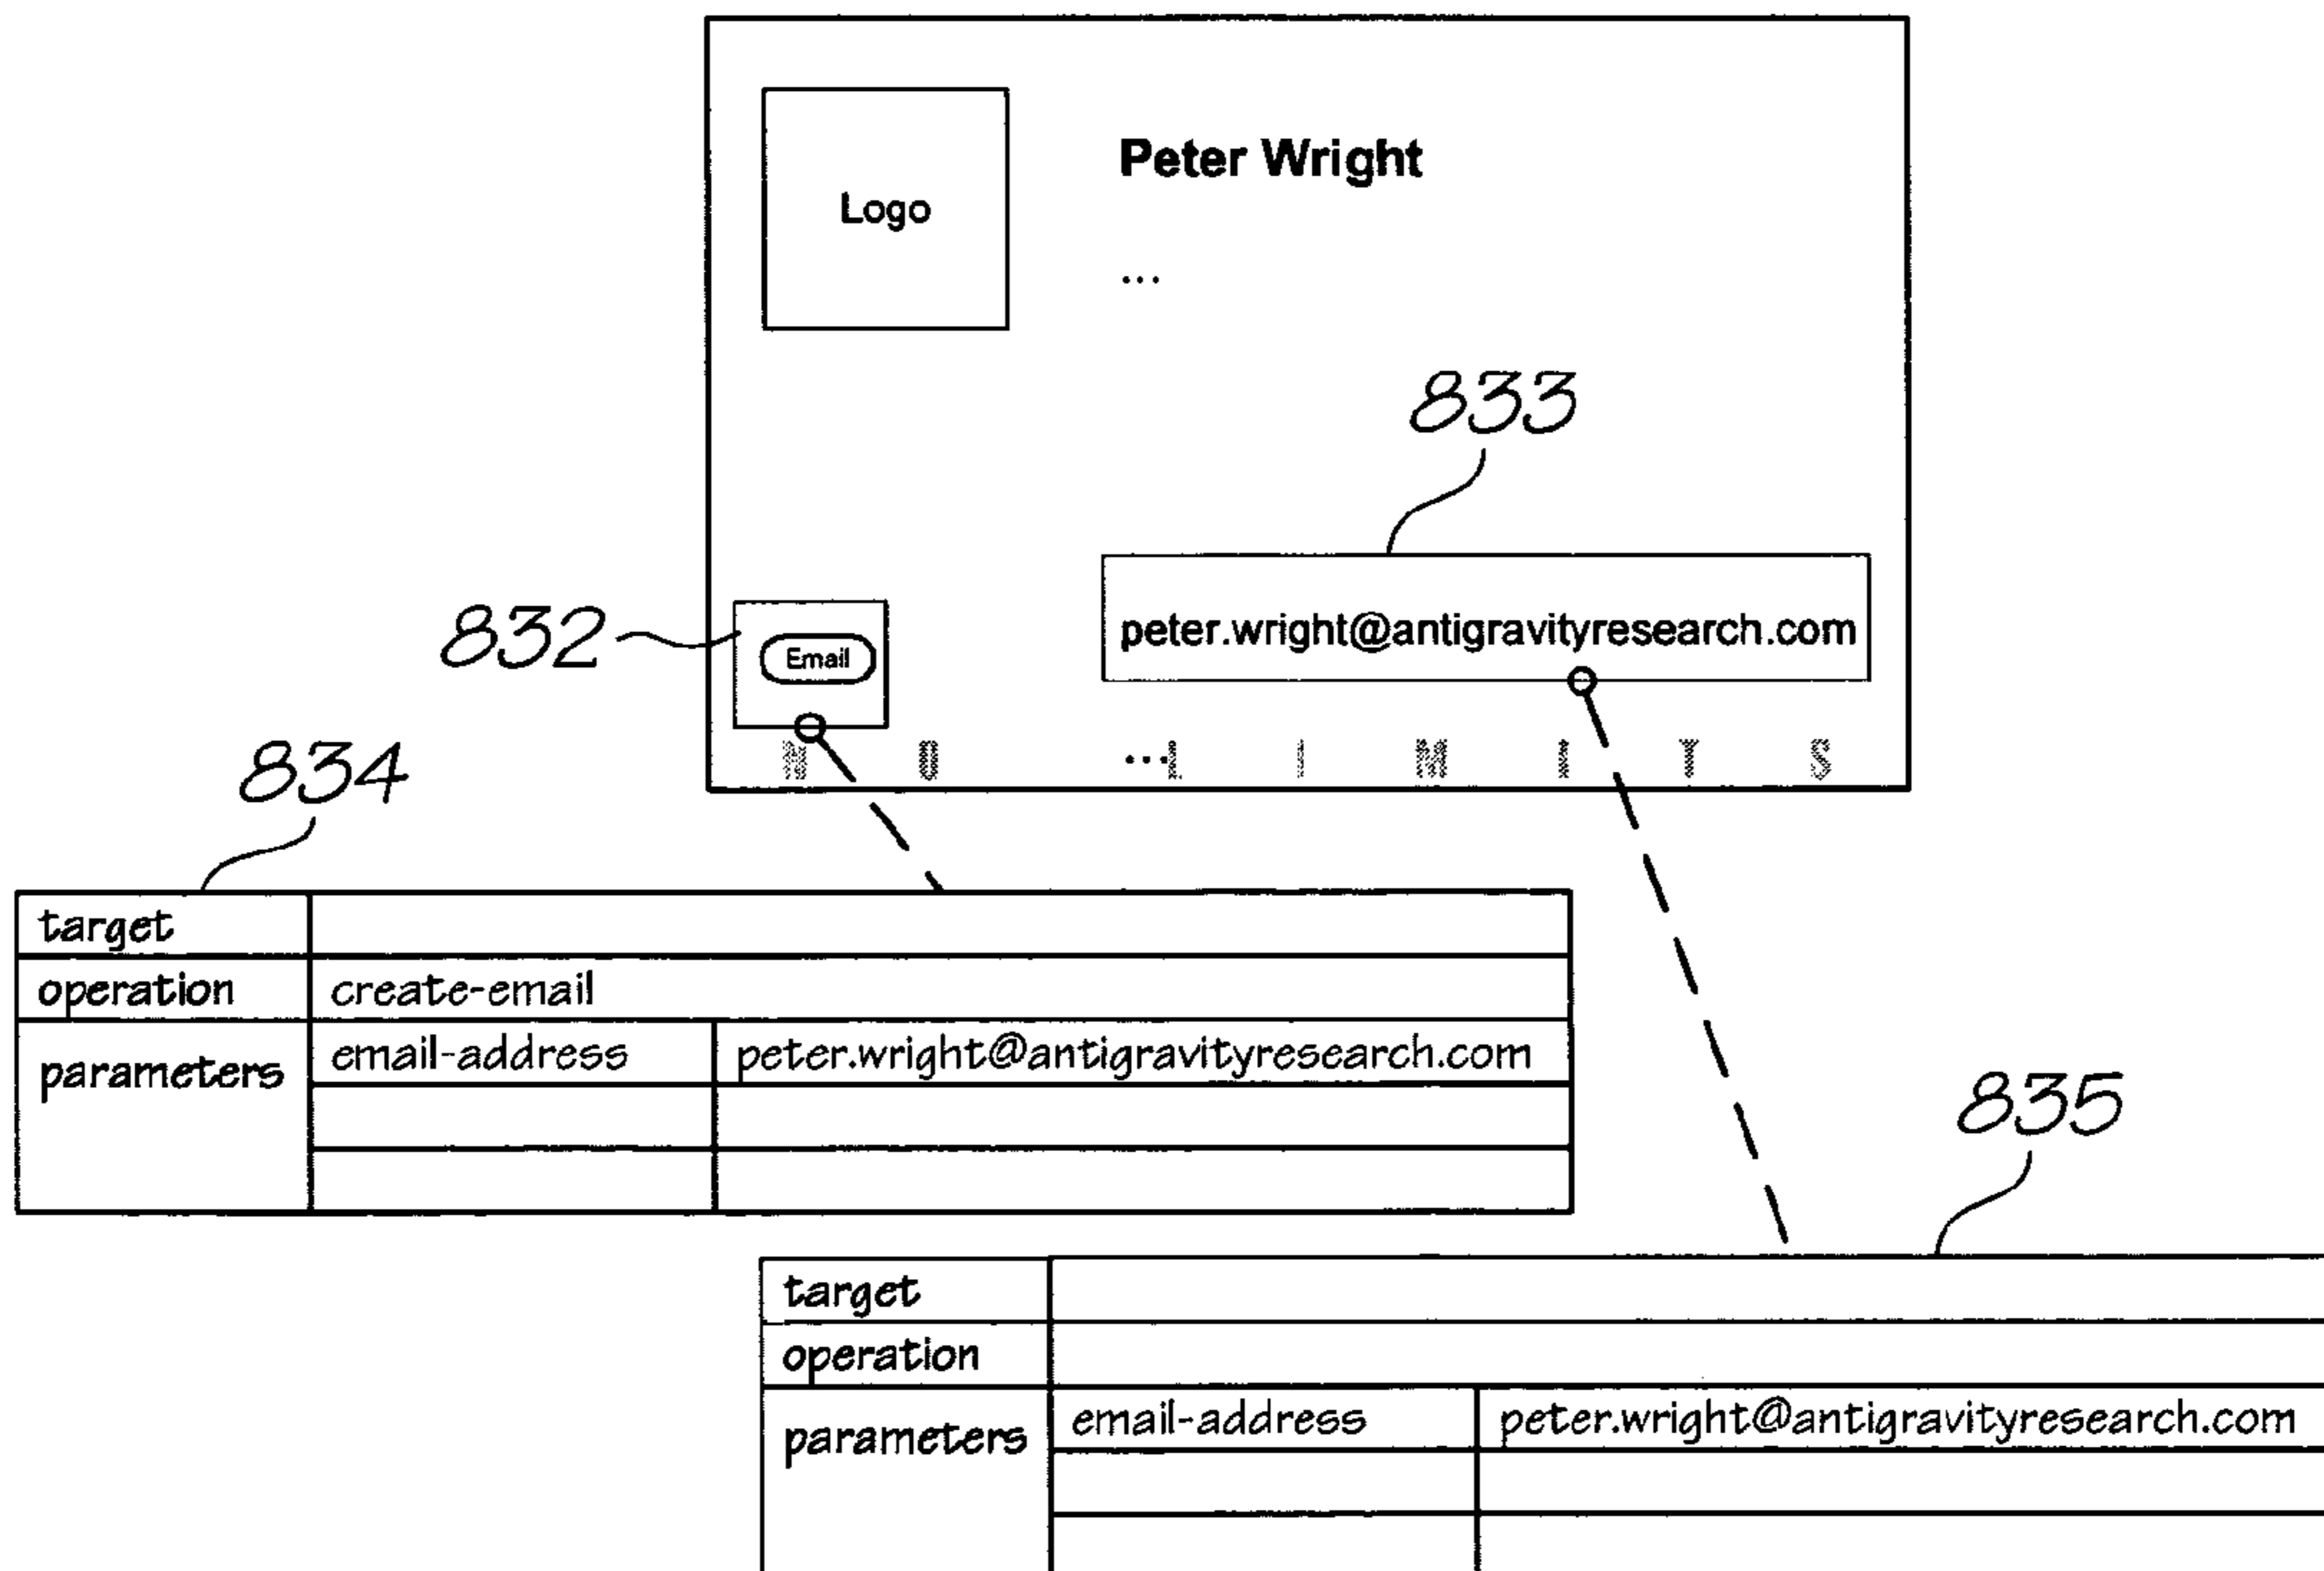 Peter Wright
Logo
...
833
832
Email
peter.wright@antigravityresearch.com
...
834
target
operation create-email
parameters email-address peter.wright@antigravityresearch.com
835
target
operation
parameters email-address peter.wright@antigravityresearch.com